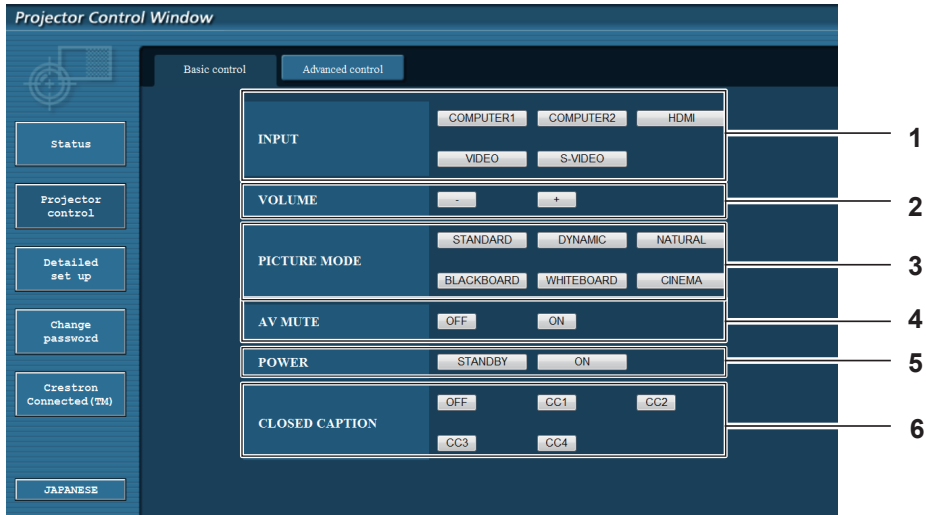 Projector Control Window
Basic control Advanced control
Status
Projector
control
Detailed
set up
Change
password
Crestron
Connected(TM)
JAPANESE
INPUT
COMPUTER1 COMPUTER2 HDMI
VIDEO S-VIDEO
1
VOLUME - +
2
PICTURE MODE
STANDARD DYNAMIC NATURAL
BLACKBOARD WHITEBOARD CINEMA
3
AV MUTE OFF ON
4
POWER STANDBY ON
5
CLOSED CAPTION
OFF CC1 CC2
CC3 CC4
6